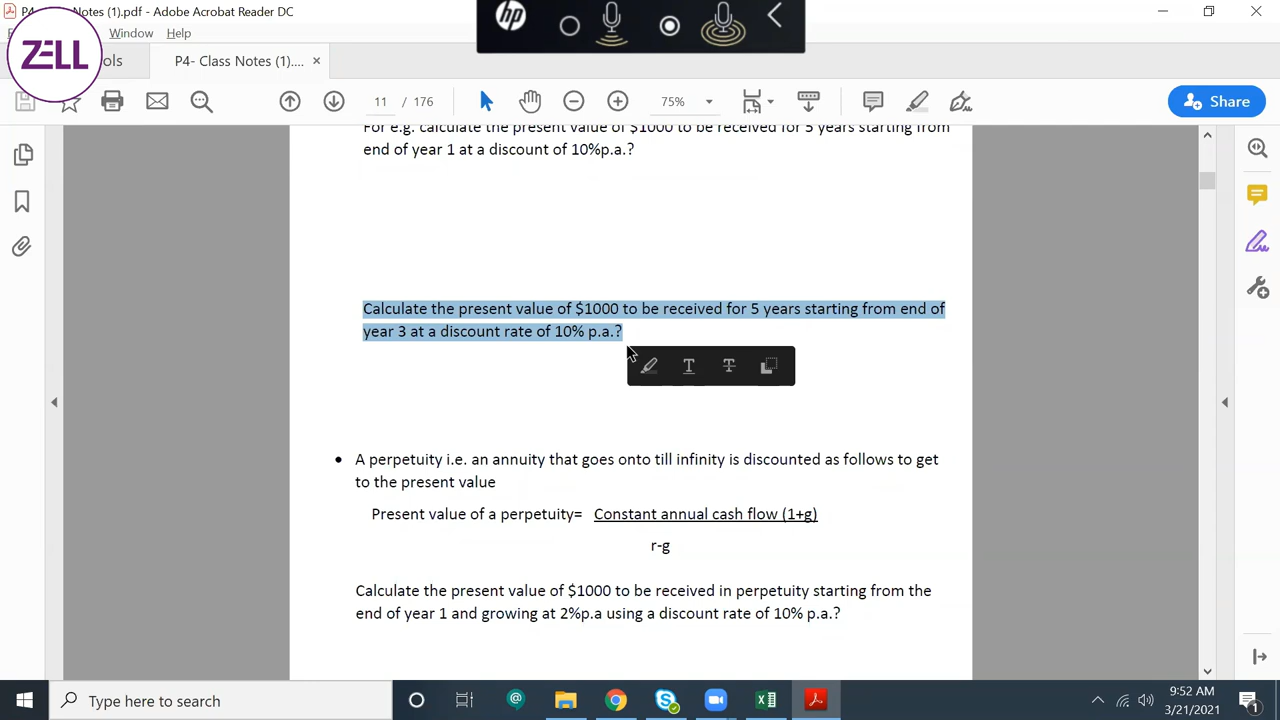 P4- Class Notes (1).pdf - Adobe Acrobat Reader DC
hp
Window Help
ZELL
ools
P4- Class Notes (1)....
11 / 176
75%
Share
For e.g. calculate the present value of $1000 to be received for 5 years starting from
end of year 1 at a discount of 10%p.a.?
Calculate the present value of $1000 to be received for 5 years starting from end of
year 3 at a discount rate of 10% p.a.?
• A perpetuity i.e. an annuity that goes onto till infinity is discounted as follows to get
to the present value
Present value of a perpetuity= Constant annual cash flow (1+g)
r-g
Calculate the present value of $1000 to be received in perpetuity starting from the
end of year 1 and growing at 2%p.a using a discount rate of 10% p.a.?
Type here to search
9:52 AM
3/21/2021
1